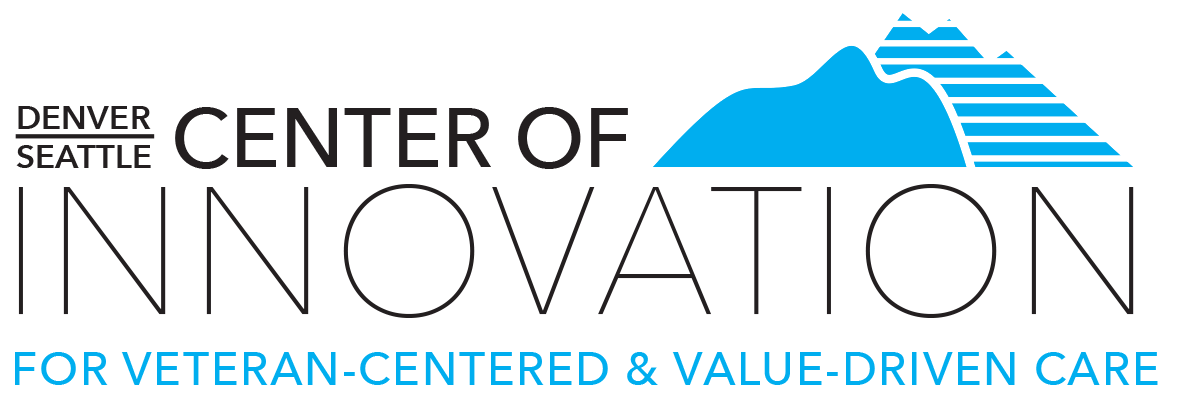 DENVER
SEATTLE
CENTER OF
INNOVATION
FOR VETERAN-CENTERED & VALUE-DRIVEN CARE